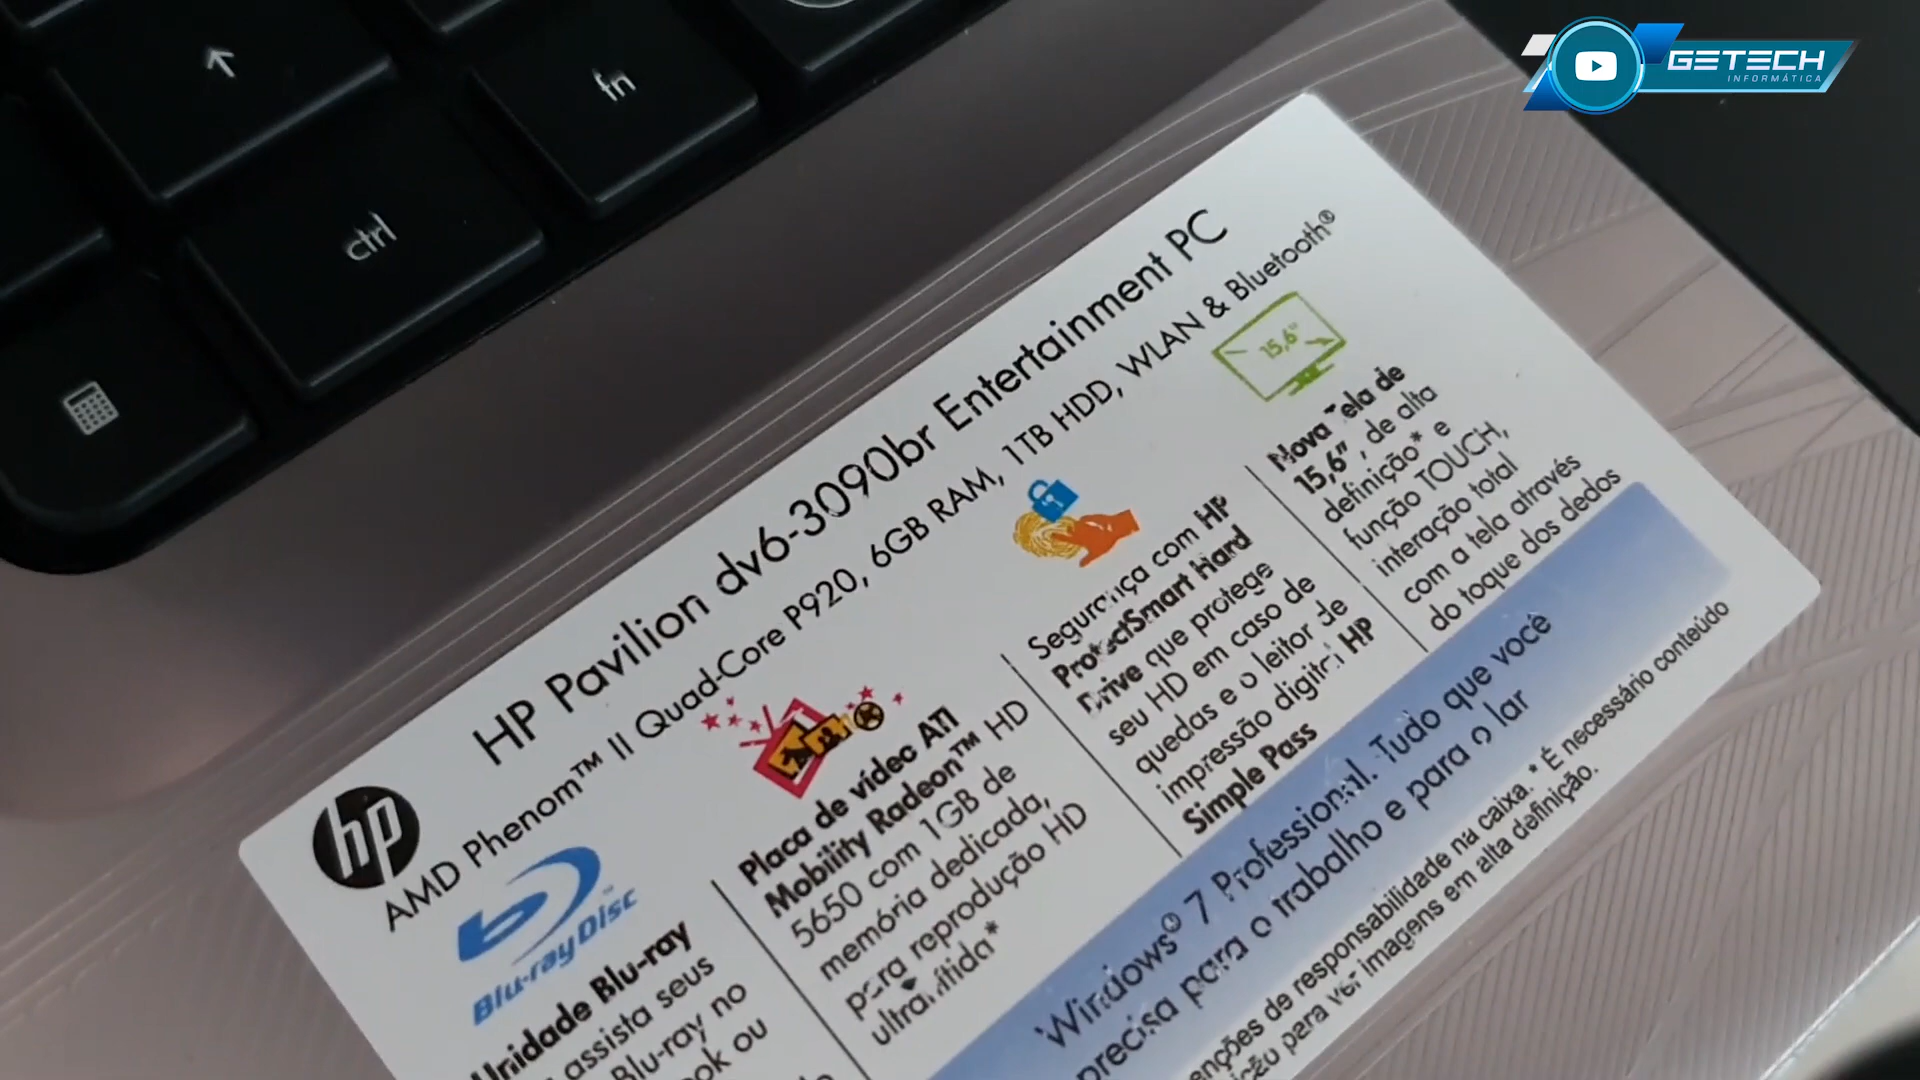 GETECH
INFORMÁTICA
fn
ctrl
HP Pavilion dv6-3090br Entertainment PC
AMD Phenom™ II Quad-Core P920, 6GB RAM, 1TB HDD, WLAN & Bluetooth®
hp
Blu-ray Disc
Unidade Blu-ray
assista seus
Blu-ray no
ou
Placa de vídeo ATI
Mobility Radeon™ HD
5650 com 1GB de
memória dedicada,
para reprodução HD
ultranítida*
Segurança com HP
ProtectSmart Hard
Drive que protege
seu HD em caso de
quedas e o leitor de
impressão digital HP
Simple Pass
15,6"
Nova Tela de
15,6", de alta
definição* e
função TOUCH,
interação total
com a tela através
do toque dos dedos
Windows® 7 Professional. Tudo que você
precisa para o trabalho e para o lar
de responsabilidade na caixa. * É necessário conteúdo
para ver imagens em alta definição.